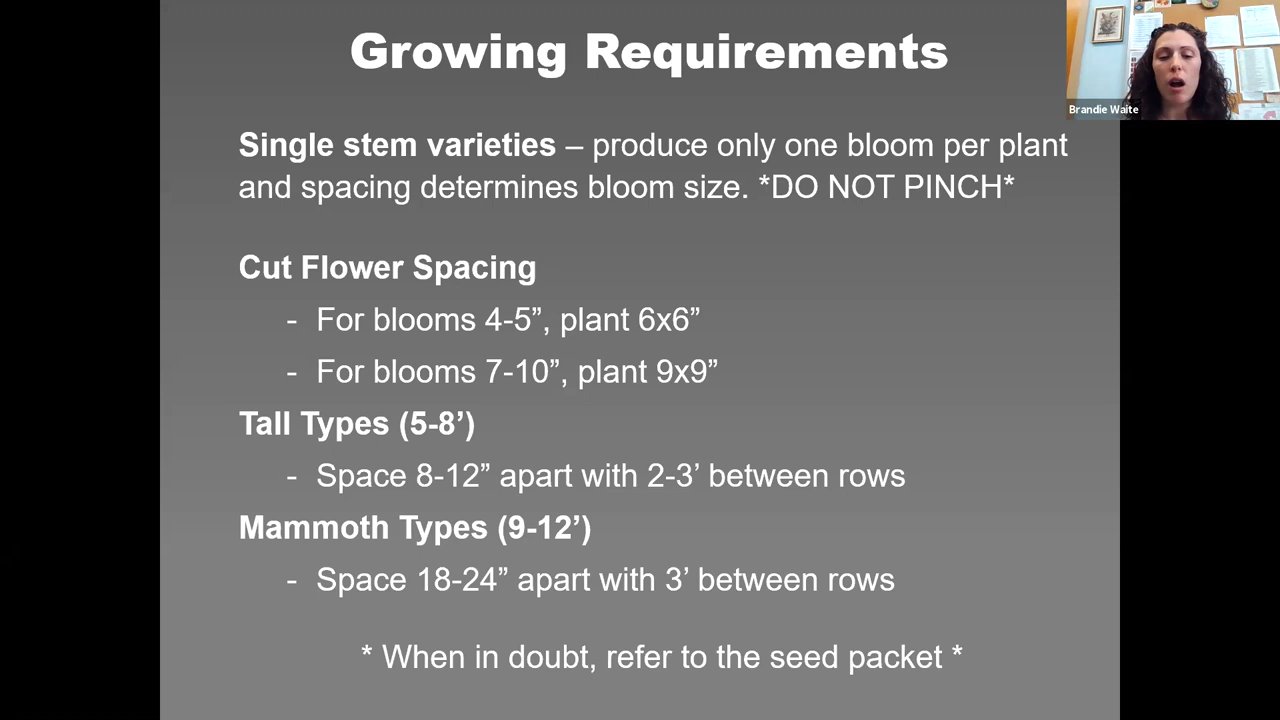 Growing Requirements
Brandie Waite
Single stem varieties – produce only one bloom per plant
and spacing determines bloom size. *DO NOT PINCH*
Cut Flower Spacing
- For blooms 4-5”, plant 6x6”
- For blooms 7-10”, plant 9x9”
Tall Types (5-8’)
- Space 8-12” apart with 2-3’ between rows
Mammoth Types (9-12’)
- Space 18-24” apart with 3’ between rows
* When in doubt, refer to the seed packet *